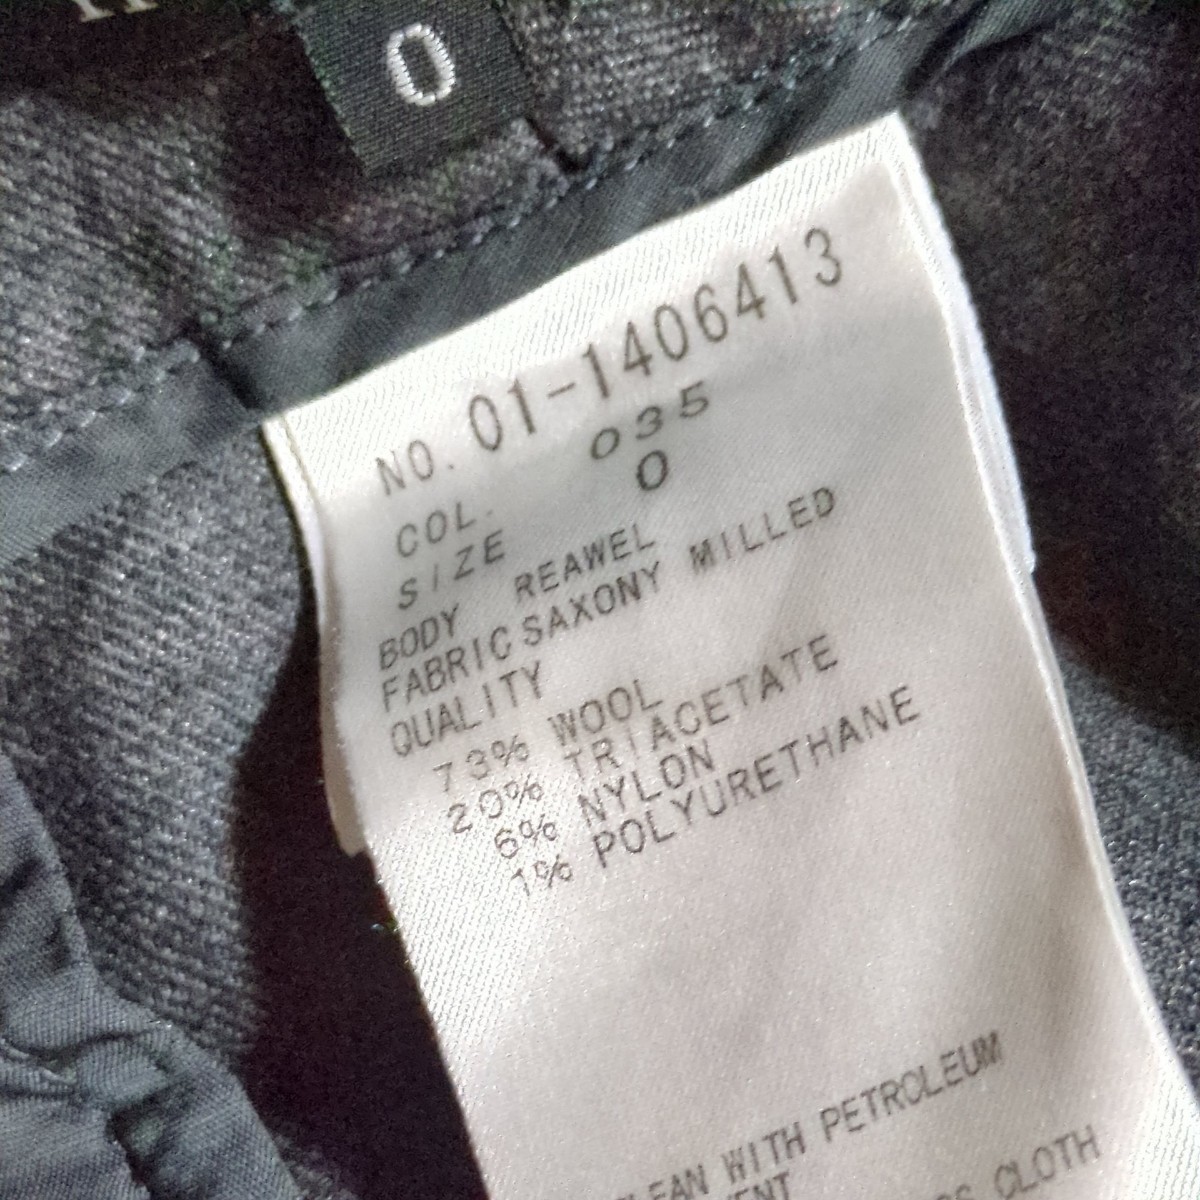 0
NO. 01-1406413
COL. 035
SIZE 0
BODY REAWEL
FABRIC SAXONY MILLED
QUALITY
73% WOOL
20% TRIACETATE
6% NYLON
1% POLYURETHANE
WITH PETROLEUM
CLOTH